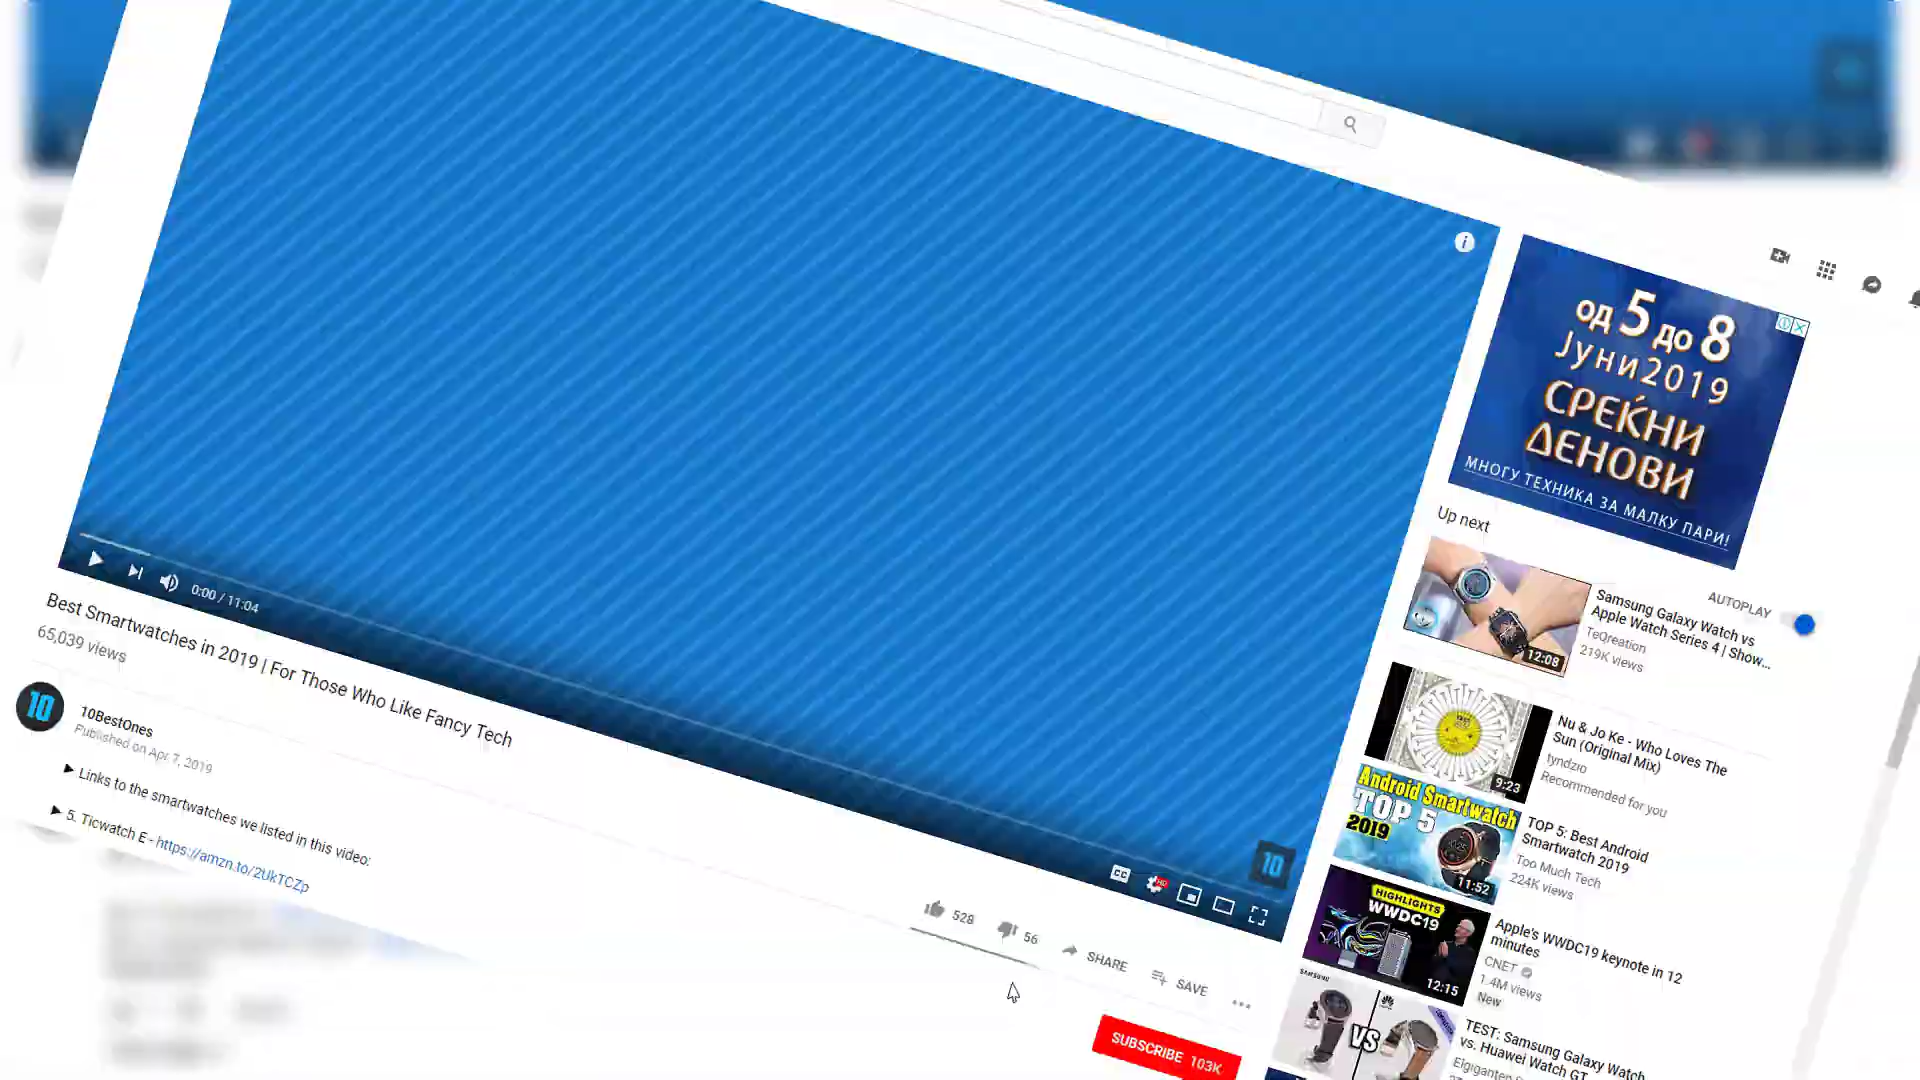 од 5 до 8
Јуни2019
СРЕЌНИ
ДЕНОВИ
МНОГУ ТЕХНИКА ЗА МАЛКУ ПАРИ!
0:00 / 11:04
CC
HD
10
Best Smartwatches in 2019 | For Those Who Like Fancy Tech
65,039 views
528
56
SHARE
SAVE
10
10BestOnes
Published on Apr 7, 2019
SUBSCRIBE 103K
► Links to the smartwatches we listed in this video:
► 5. Ticwatch E - https://amzn.to/2UkTCZp
Up next
AUTOPLAY
12:08
Samsung Galaxy Watch vs
Apple Watch Series 4 | Show...
TeQreation
219K views
9:23
Nu & Jo Ke - Who Loves The
Sun (Original Mix)
tyndzio
Recommended for you
Android Smartwatch
TOP 5
2019
11:52
TOP 5: Best Android
Smartwatch 2019
Too Much Tech
224K views
HIGHLIGHTS
WWDC19
12:15
Apple's WWDC19 keynote in 12
minutes
CNET
1.4M views
New
SAMSUNG
VS
TEST: Samsung Galaxy Watch
vs. Huawei Watch GT
Elgiganten